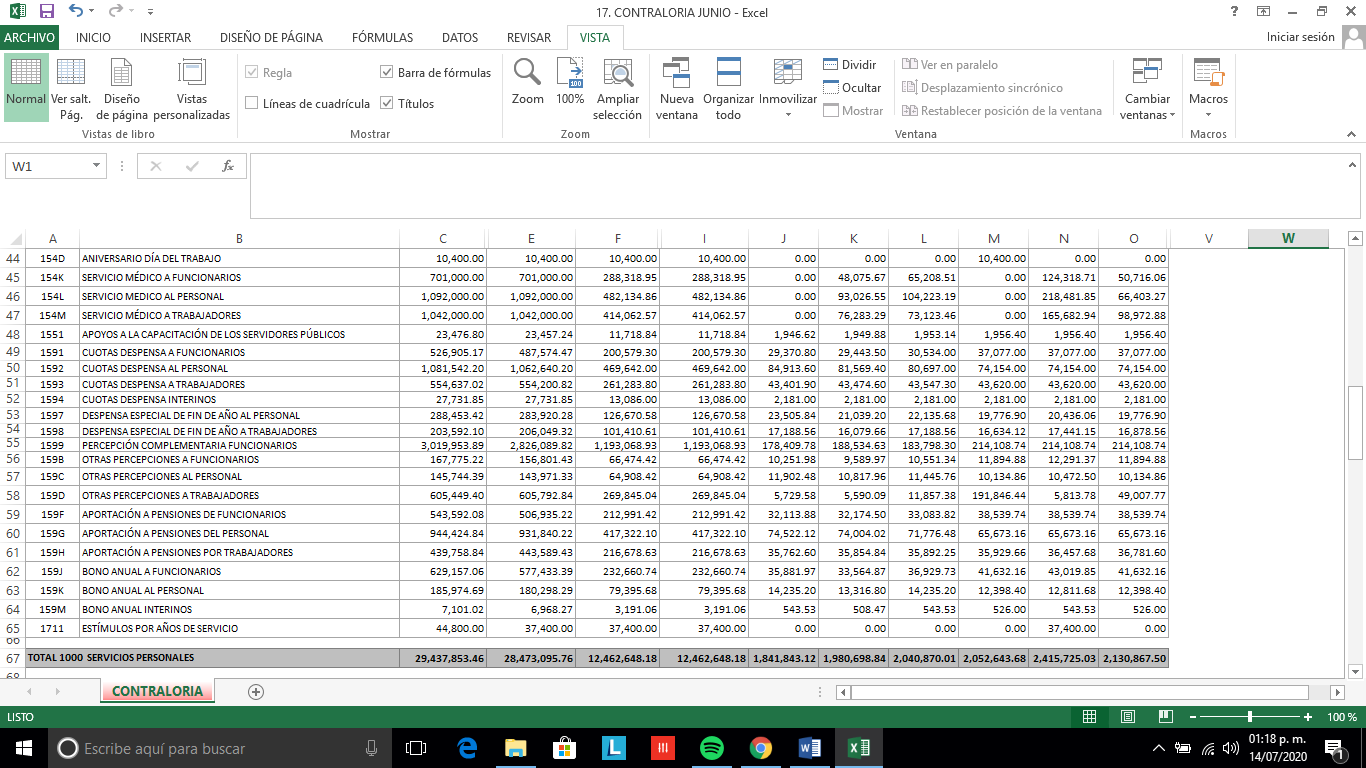 17. CONTRALORIA JUNIO - Excel
ARCHIVO INICIO INSERTAR DISEÑO DE PÁGINA FÓRMULAS DATOS REVISAR VISTA Iniciar sesión
Normal Ver salt. Pág. Diseño de página Vistas personalizadas
Regla Barra de fórmulas
Líneas de cuadrícula Títulos
Zoom 100% Ampliar selección
Nueva ventana Organizar todo Inmovilizar
Dividir Ver en paralelo
Ocultar Desplazamiento sincrónico
Mostrar Restablecer posición de la ventana
Cambiar ventanas Macros
Vistas de libro Mostrar Zoom Ventana Macros
W1 fx
A B C E F I J K L M N O V W
44 154D ANIVERSARIO DÍA DEL TRABAJO 10,400.00 10,400.00 10,400.00 10,400.00 0.00 0.00 0.00 10,400.00 0.00 0.00
45 154K SERVICIO MÉDICO A FUNCIONARIOS 701,000.00 701,000.00 288,318.95 288,318.95 0.00 48,075.67 65,208.51 0.00 124,318.71 50,716.06
46 154L SERVICIO MEDICO AL PERSONAL 1,092,000.00 1,092,000.00 482,134.86 482,134.86 0.00 93,026.55 104,223.19 0.00 218,481.85 66,403.27
47 154M SERVICIO MÉDICO A TRABAJADORES 1,042,000.00 1,042,000.00 414,062.57 414,062.57 0.00 76,283.29 73,123.46 0.00 165,682.94 98,972.88
48 1551 APOYOS A LA CAPACITACIÓN DE LOS SERVIDORES PÚBLICOS 23,476.80 23,457.24 11,718.84 11,718.84 1,946.62 1,949.88 1,953.14 1,956.40 1,956.40 1,956.40
49 1591 CUOTAS DESPENSA A FUNCIONARIOS 526,905.17 487,574.47 200,579.30 200,579.30 29,370.80 29,443.50 30,534.00 37,077.00 37,077.00 37,077.00
50 1592 CUOTAS DESPENSA AL PERSONAL 1,081,542.20 1,062,640.20 469,642.00 469,642.00 84,913.60 81,569.40 80,697.00 74,154.00 74,154.00 74,154.00
51 1593 CUOTAS DESPENSA A TRABAJADORES 554,637.02 554,200.82 261,283.80 261,283.80 43,401.90 43,474.60 43,547.30 43,620.00 43,620.00 43,620.00
52 1594 CUOTAS DESPENSA INTERINOS 27,731.85 27,731.85 13,086.00 13,086.00 2,181.00 2,181.00 2,181.00 2,181.00 2,181.00 2,181.00
53 1597 DESPENSA ESPECIAL DE FIN DE AÑO AL PERSONAL 288,453.42 283,920.28 126,670.58 126,670.58 23,505.84 21,039.20 22,135.68 19,776.90 20,436.06 19,776.90
54 1598 DESPENSA ESPECIAL DE FIN DE AÑO A TRABAJADORES 203,592.10 206,049.32 101,410.61 101,410.61 17,188.56 16,079.66 17,188.56 16,634.12 17,441.15 16,878.56
55 1599 PERCEPCIÓN COMPLEMENTARIA FUNCIONARIOS 3,019,953.89 2,826,089.82 1,193,068.93 1,193,068.93 178,409.78 188,534.63 183,798.30 214,108.74 214,108.74 214,108.74
56 159B OTRAS PERCEPCIONES A FUNCIONARIOS 167,775.22 156,801.43 66,474.42 66,474.42 10,251.98 9,589.97 10,551.34 11,894.88 12,291.37 11,894.88
57 159C OTRAS PERCEPCIONES AL PERSONAL 145,744.39 143,971.33 64,908.42 64,908.42 11,902.48 10,817.96 11,445.76 10,134.86 10,472.50 10,134.86
58 159D OTRAS PERCEPCIONES A TRABAJADORES 605,449.40 605,792.84 269,845.04 269,845.04 5,729.58 5,590.09 11,857.38 191,846.44 5,813.78 49,007.77
59 159F APORTACIÓN A PENSIONES DE FUNCIONARIOS 543,592.08 506,935.22 212,991.42 212,991.42 32,113.88 32,174.50 33,083.82 38,539.74 38,539.74 38,539.74
60 159G APORTACIÓN A PENSIONES DEL PERSONAL 944,424.84 931,840.22 417,322.10 417,322.10 74,522.12 74,004.02 71,776.48 65,673.16 65,673.16 65,673.16
61 159H APORTACIÓN A PENSIONES POR TRABAJADORES 439,758.84 443,589.43 216,678.63 216,678.63 35,762.60 35,854.84 35,892.25 35,929.66 36,457.68 36,781.60
62 159J BONO ANUAL A FUNCIONARIOS 629,157.06 577,433.39 232,660.74 232,660.74 35,881.97 33,564.87 36,929.73 41,632.16 43,019.85 41,632.16
63 159K BONO ANUAL AL PERSONAL 185,974.69 180,298.29 79,395.68 79,395.68 14,235.20 13,316.80 14,235.20 12,398.40 12,811.68 12,398.40
64 159M BONO ANUAL INTERINOS 7,101.02 6,968.27 3,191.06 3,191.06 543.53 508.47 543.53 526.00 543.53 526.00
65 1711 ESTÍMULOS POR AÑOS DE SERVICIO 44,800.00 37,400.00 37,400.00 37,400.00 0.00 0.00 0.00 0.00 37,400.00 0.00
66
67 TOTAL 1000 SERVICIOS PERSONALES 29,437,853.46 28,473,095.76 12,462,648.18 12,462,648.18 1,841,843.12 1,980,698.84 2,040,870.01 2,052,643.68 2,415,725.03 2,130,867.50
68
CONTRALORIA
LISTO 100 %
Escribe aquí para buscar
01:18 p. m.
14/07/2020